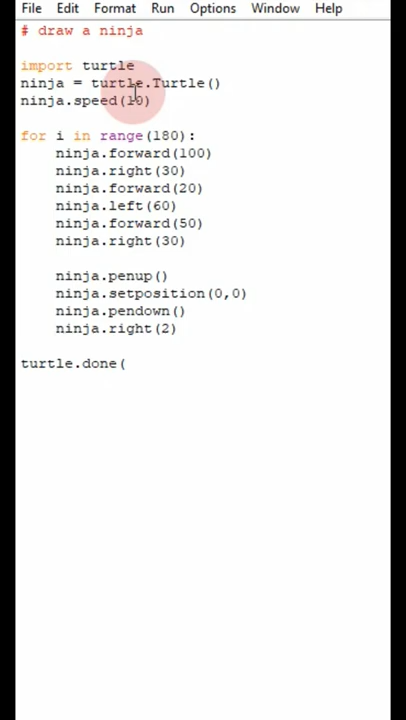 File Edit Format Run Options Window Help
# draw a ninja
import turtle
ninja = turtle.Turtle()
ninja.speed(10)
for i in range(180):
    ninja.forward(100)
    ninja.right(30)
    ninja.forward(20)
    ninja.left(60)
    ninja.forward(50)
    ninja.right(30)
    ninja.penup()
    ninja.setposition(0,0)
    ninja.pendown()
    ninja.right(2)
turtle.done(